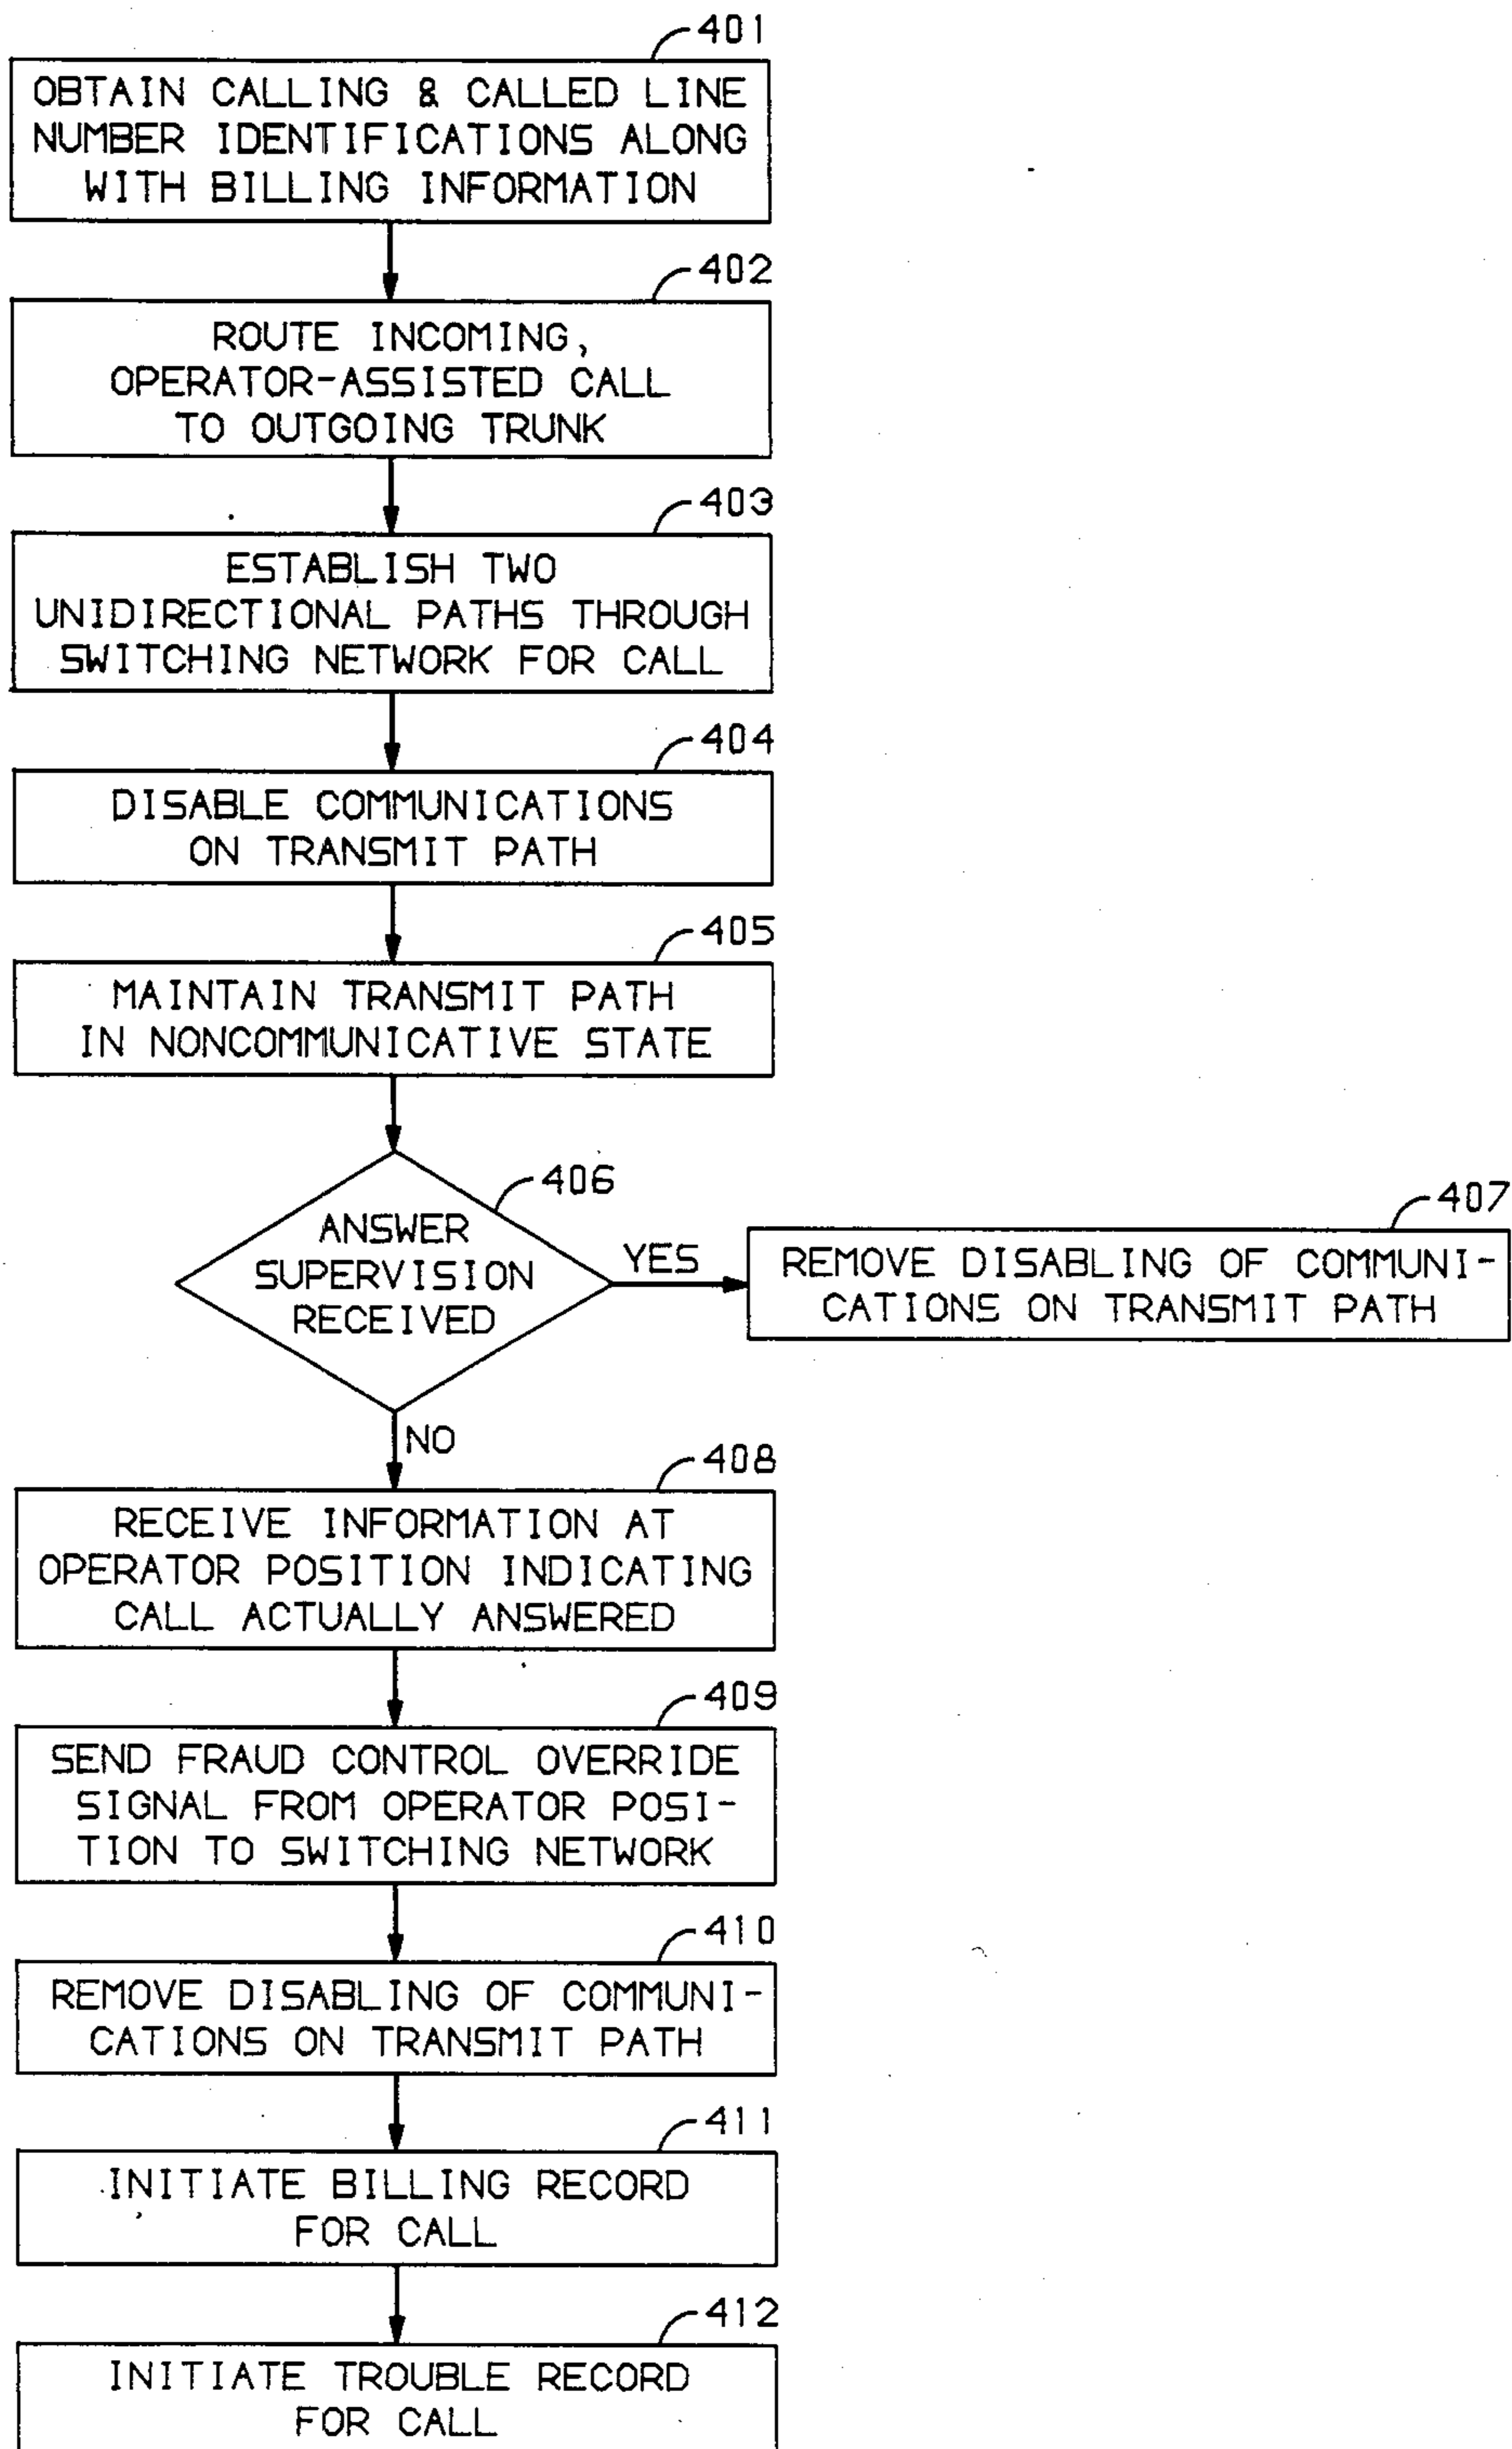 401
OBTAIN CALLING & CALLED LINE
NUMBER IDENTIFICATIONS ALONG
WITH BILLING INFORMATION
402
ROUTE INCOMING,
OPERATOR-ASSISTED CALL
TO OUTGOING TRUNK
403
ESTABLISH TWO
UNIDIRECTIONAL PATHS THROUGH
SWITCHING NETWORK FOR CALL
404
DISABLE COMMUNICATIONS
ON TRANSMIT PATH
405
MAINTAIN TRANSMIT PATH
IN NONCOMMUNICATIVE STATE
406
ANSWER
SUPERVISION
RECEIVED
YES
407
REMOVE DISABLING OF COMMUNI-
CATIONS ON TRANSMIT PATH
NO
408
RECEIVE INFORMATION AT
OPERATOR POSITION INDICATING
CALL ACTUALLY ANSWERED
409
SEND FRAUD CONTROL OVERRIDE
SIGNAL FROM OPERATOR POSI-
TION TO SWITCHING NETWORK
410
REMOVE DISABLING OF COMMUNI-
CATIONS ON TRANSMIT PATH
411
INITIATE BILLING RECORD
FOR CALL
412
INITIATE TROUBLE RECORD
FOR CALL